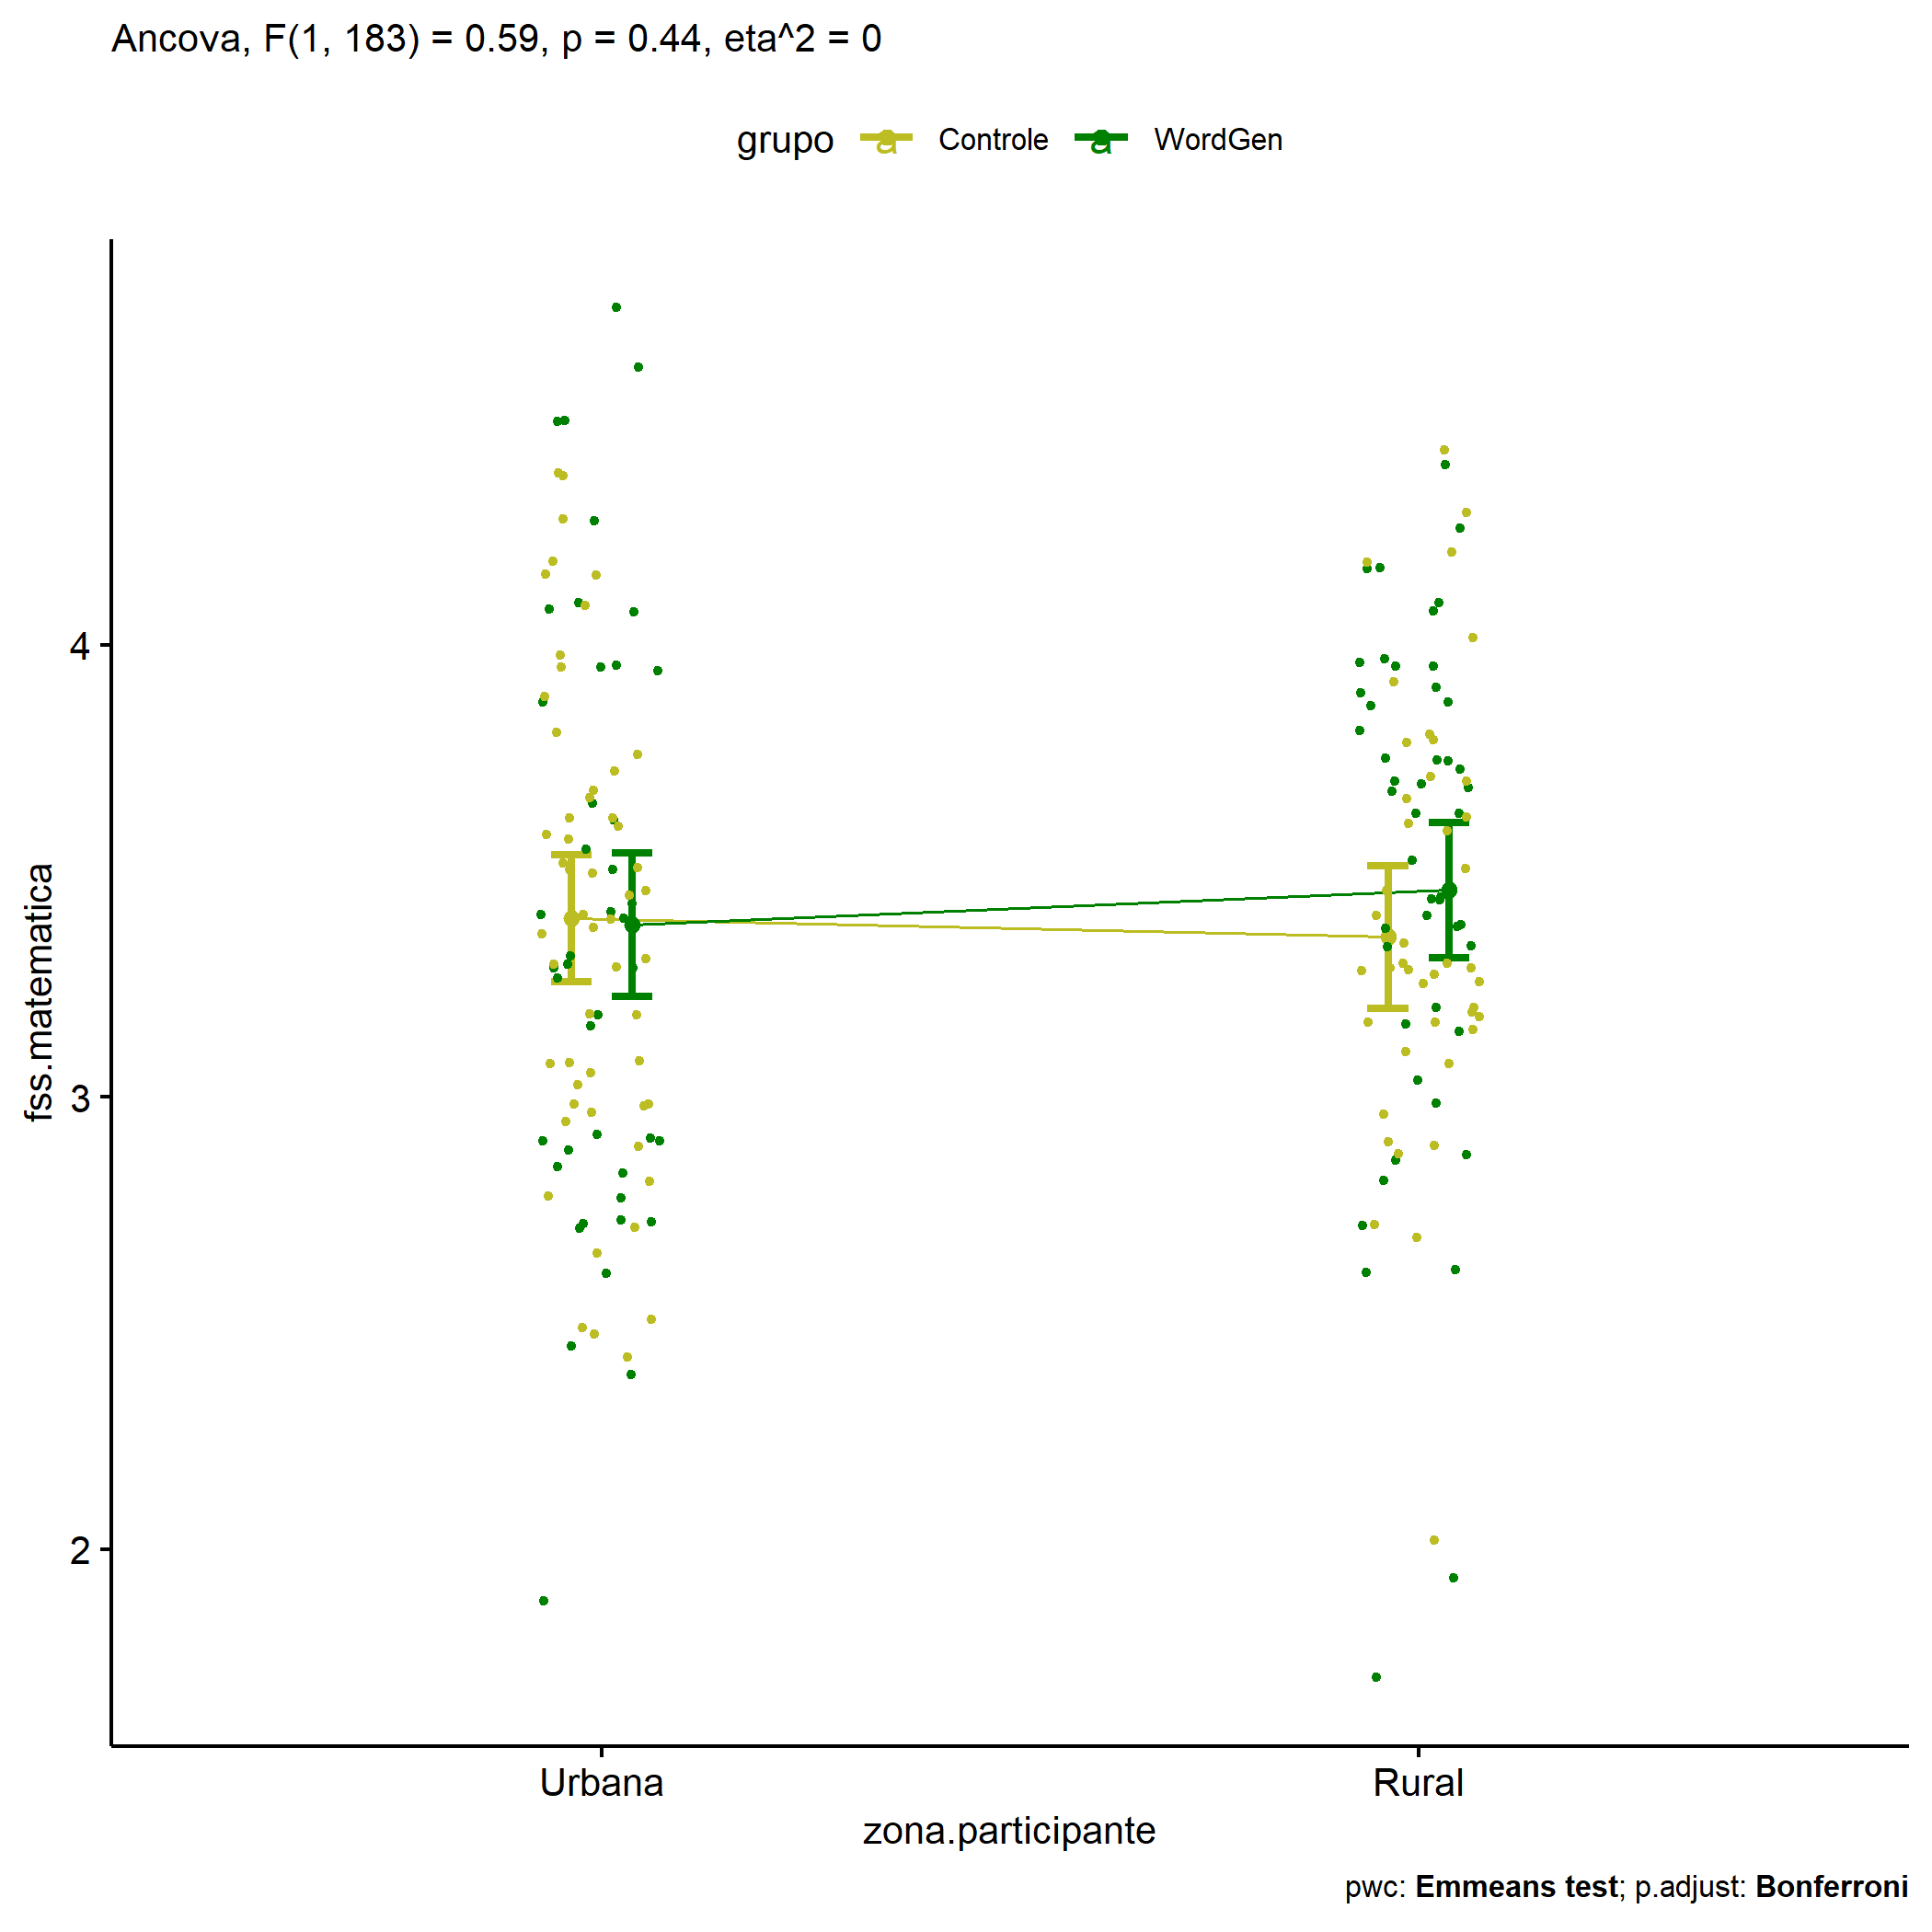 Ancova, F(1, 183) = 0.59, p = 0.44, eta^2 = 0
grupo a Controle a WordGen
fss.matematica
4
3
2
Urbana Rural
zona.participante
pwc: Emmeans test; p.adjust: Bonferroni